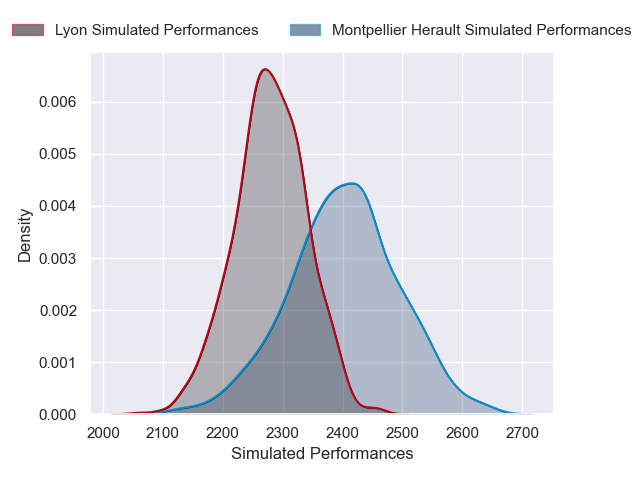 Lyon Simulated Performances
Montpellier Herault Simulated Performances
0.006
0.005
0.004
0.003
0.002
0.001
0.000
Density
2000 2100 2200 2300 2400 2500 2600 2700
Simulated Performances